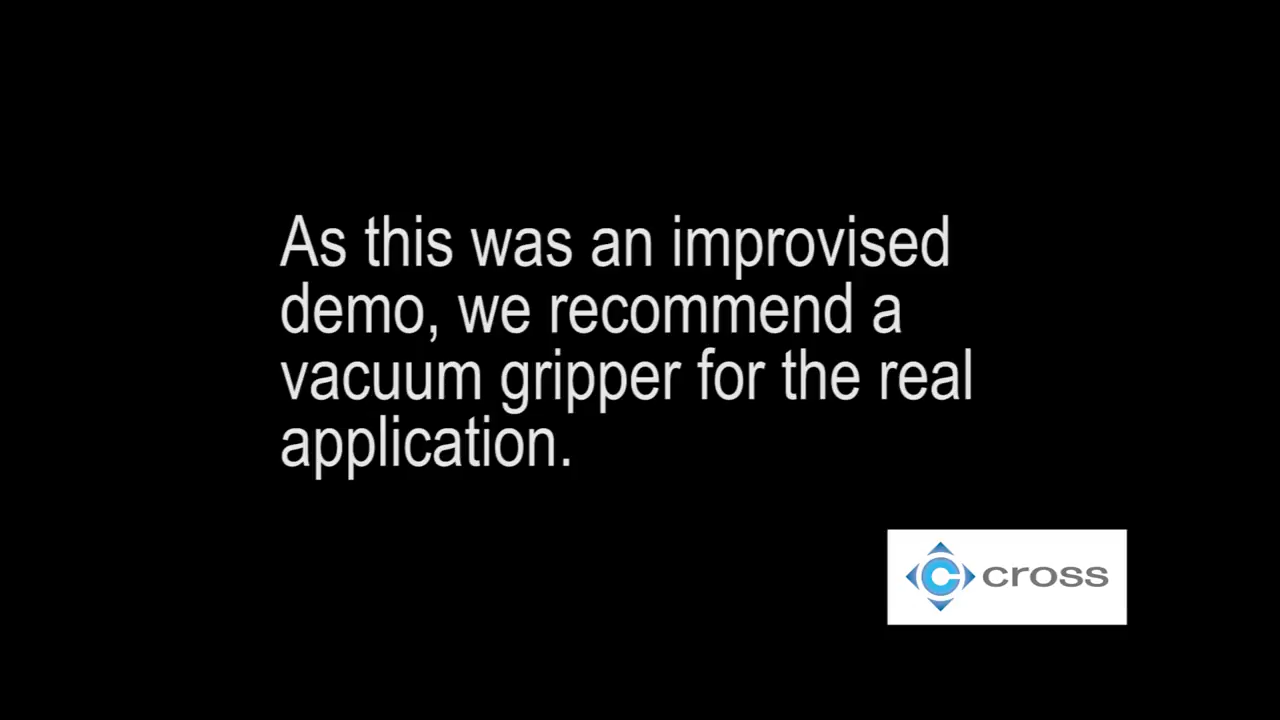 As this was an improvised
demo, we recommend a
vacuum gripper for the real
application.
C cross